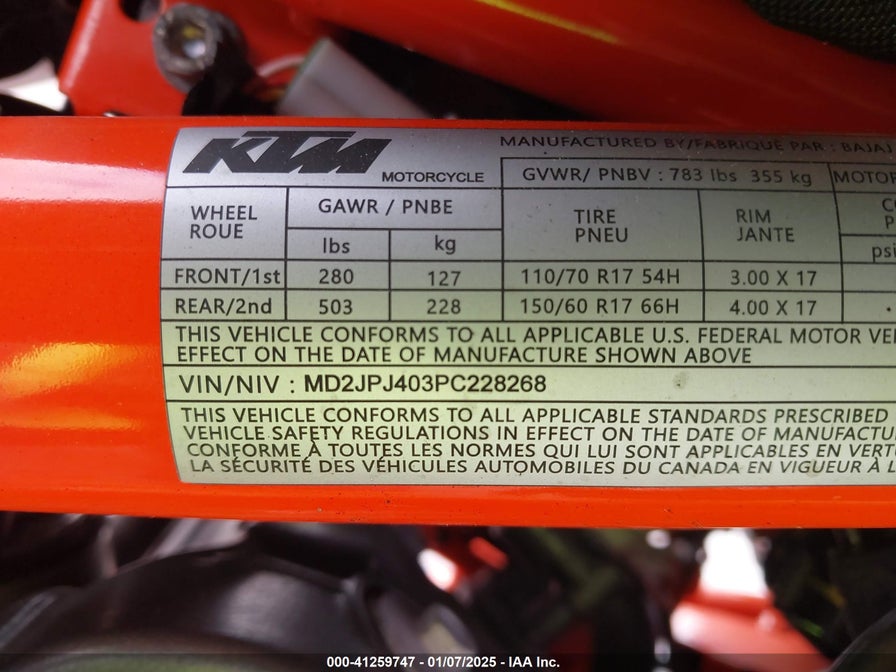 KTM MOTORCYCLE
MANUFACTURED BY/FABRIQUÉ PAR : BAJAJ
GVWR/ PNBV : 783 lbs 355 kg
WHEEL
ROUE
GAWR / PNBE
lbs kg
TIRE
PNEU
RIM
JANTE
psi
FRONT/1st 280 127 110/70 R17 54H 3.00 X 17
REAR/2nd 503 228 150/60 R17 66H 4.00 X 17
THIS VEHICLE CONFORMS TO ALL APPLICABLE U.S. FEDERAL MOTOR
EFFECT ON THE DATE OF MANUFACTURE SHOWN ABOVE
VIN/NIV : MD2JPJ403PC228268
THIS VEHICLE CONFORMS TO ALL APPLICABLE STANDARDS PRESCRIBED
VEHICLE SAFETY REGULATIONS IN EFFECT ON THE DATE OF
CONFORME À TOUTES LES NORMES QUI LUI SONT APPLICABLES EN
LA SÉCURITÉ DES VÉHICULES AUTOMOBILES DU CANADA EN VIGUEUR À
000-41259747 - 01/07/2025 - IAA Inc.